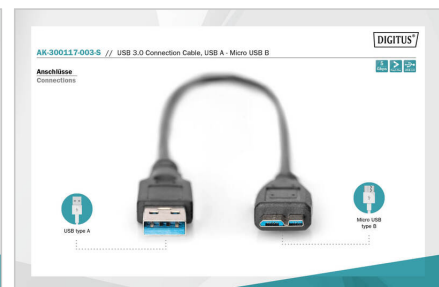 DIGITUS®
AK-300117-003-S // USB 3.0 Connection Cable, USB A - Micro USB B
Anschlüsse
Connections
USB type A
Micro USB
type B